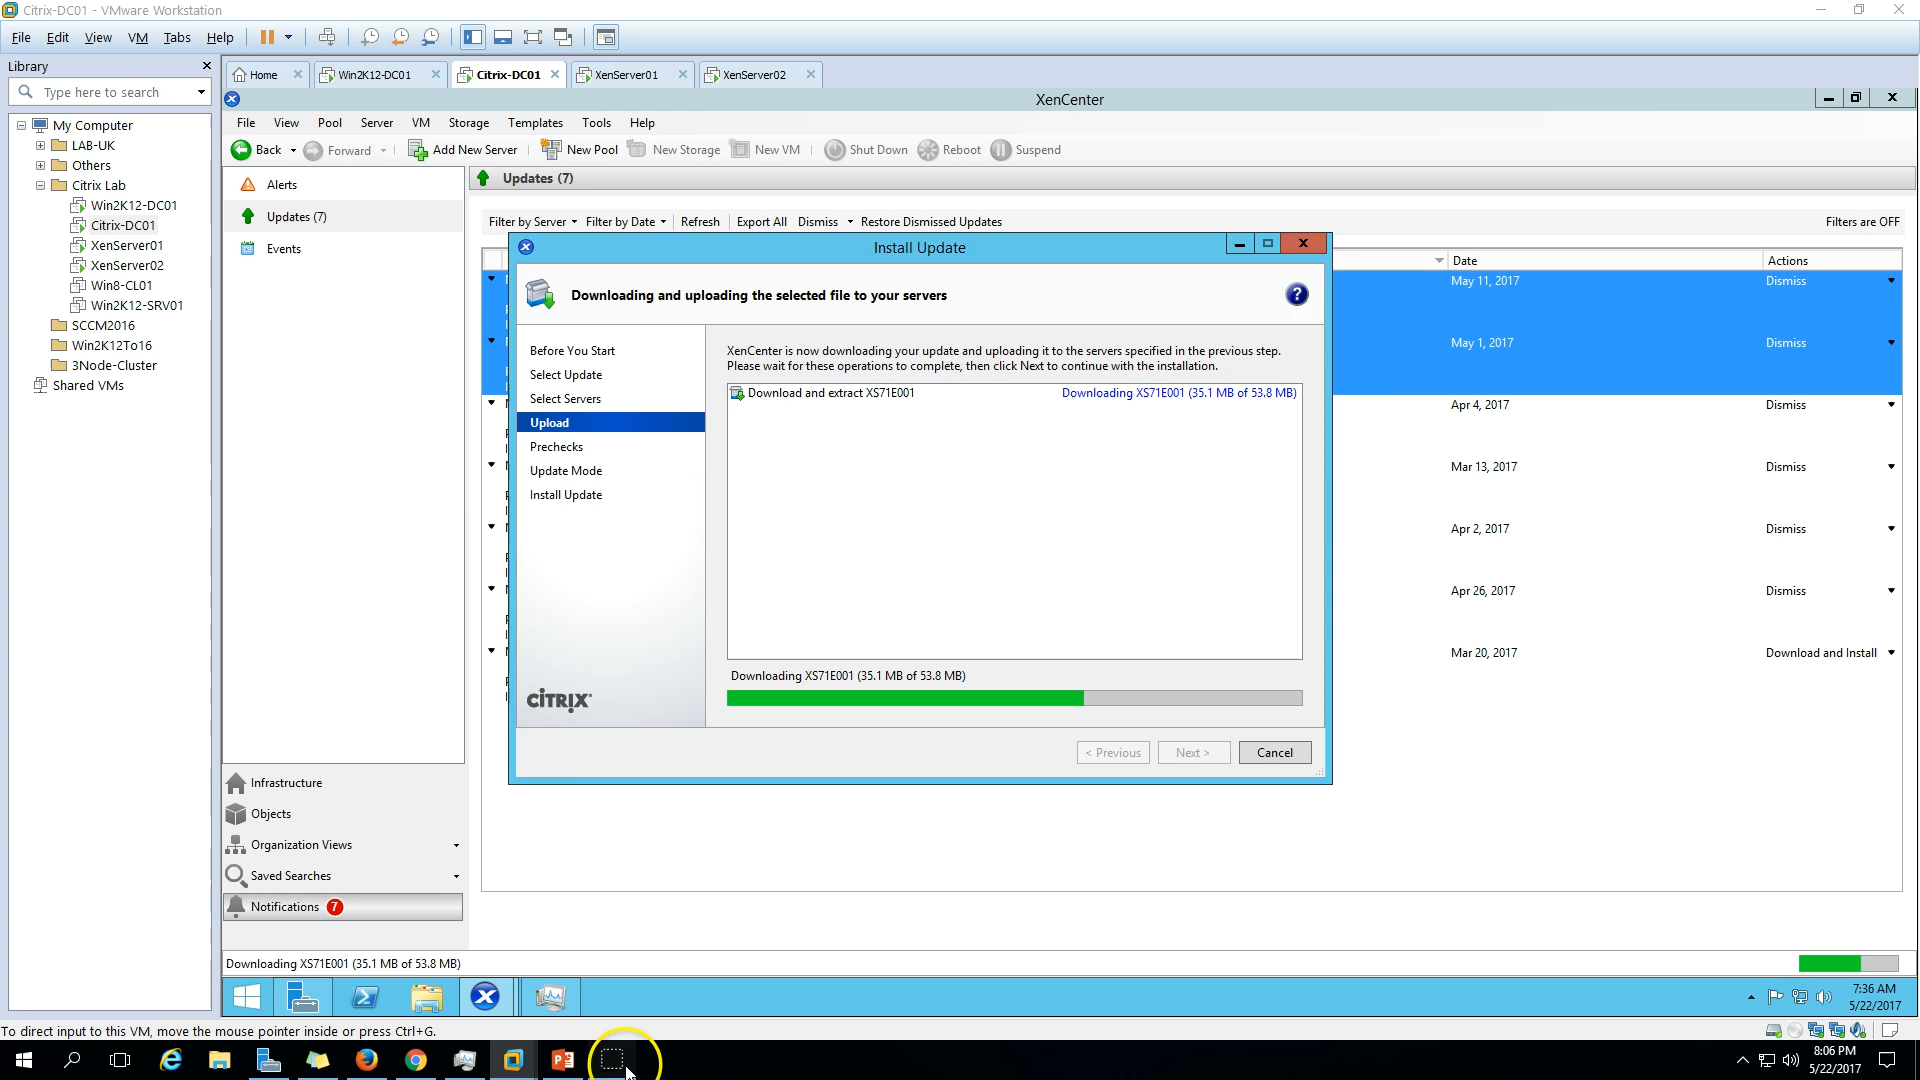 Citrix-DC01 - VMware Workstation
File Edit View VM Tabs Help
Library
Type here to search
My Computer
LAB-UK
Others
Citrix Lab
Win2K12-DC01
Citrix-DC01
XenServer01
XenServer02
Win8-CL01
Win2K12-SRV01
SCCM2016
Win2K12To16
3Node-Cluster
Shared VMs
Home Win2K12-DC01 Citrix-DC01 XenServer01 XenServer02
XenCenter
File View Pool Server VM Storage Templates Tools Help
Back Forward Add New Server New Pool New Storage New VM Shut Down Reboot Suspend
Alerts
Updates (7)
Events
Updates (7)
Filter by Server Filter by Date Refresh Export All Dismiss Restore Dismissed Updates Filters are OFF
Date Actions
May 11, 2017 Dismiss
May 1, 2017 Dismiss
Apr 4, 2017 Dismiss
Mar 13, 2017 Dismiss
Apr 2, 2017 Dismiss
Apr 26, 2017 Dismiss
Mar 20, 2017 Download and Install
Install Update
Downloading and uploading the selected file to your servers
?
Before You Start
Select Update
Select Servers
Upload
Prechecks
Update Mode
Install Update
CITRIX
XenCenter is now downloading your update and uploading it to the servers specified in the previous step.
Please wait for these operations to complete, then click Next to continue with the installation.
Download and extract XS71E001 Downloading XS71E001 (35.1 MB of 53.8 MB)
Downloading XS71E001 (35.1 MB of 53.8 MB)
< Previous Next > Cancel
Infrastructure
Objects
Organization Views
Saved Searches
Notifications 7
Downloading XS71E001 (35.1 MB of 53.8 MB)
7:36 AM
5/22/2017
To direct input to this VM, move the mouse pointer inside or press Ctrl+G.
8:06 PM
5/22/2017